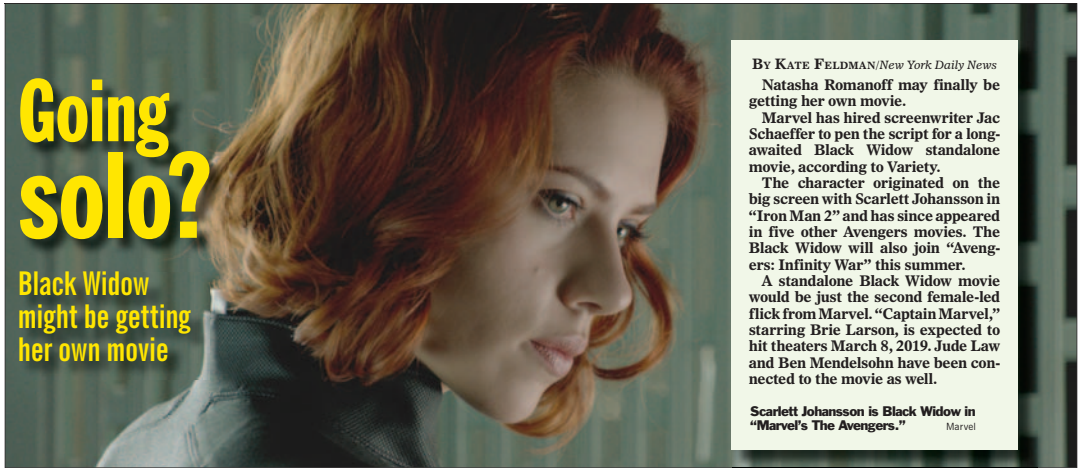 Going
solo?
Black Widow
might be getting
her own movie
BY KATE FELDMAN/New York Daily News
Natasha Romanoff may finally be
getting her own movie.
Marvel has hired screenwriter Jac
Schaeffer to pen the script for a long-
awaited Black Widow standalone
movie, according to Variety.
The character originated on the
big screen with Scarlett Johansson in
“Iron Man 2” and has since appeared
in five other Avengers movies. The
Black Widow will also join “Aveng-
ers: Infinity War” this summer.
A standalone Black Widow movie
would be just the second female-led
flick from Marvel. “Captain Marvel,”
starring Brie Larson, is expected to
hit theaters March 8, 2019. Jude Law
and Ben Mendelsohn have been con-
nected to the movie as well.
Scarlett Johansson is Black Widow in
“Marvel’s The Avengers.” Marvel